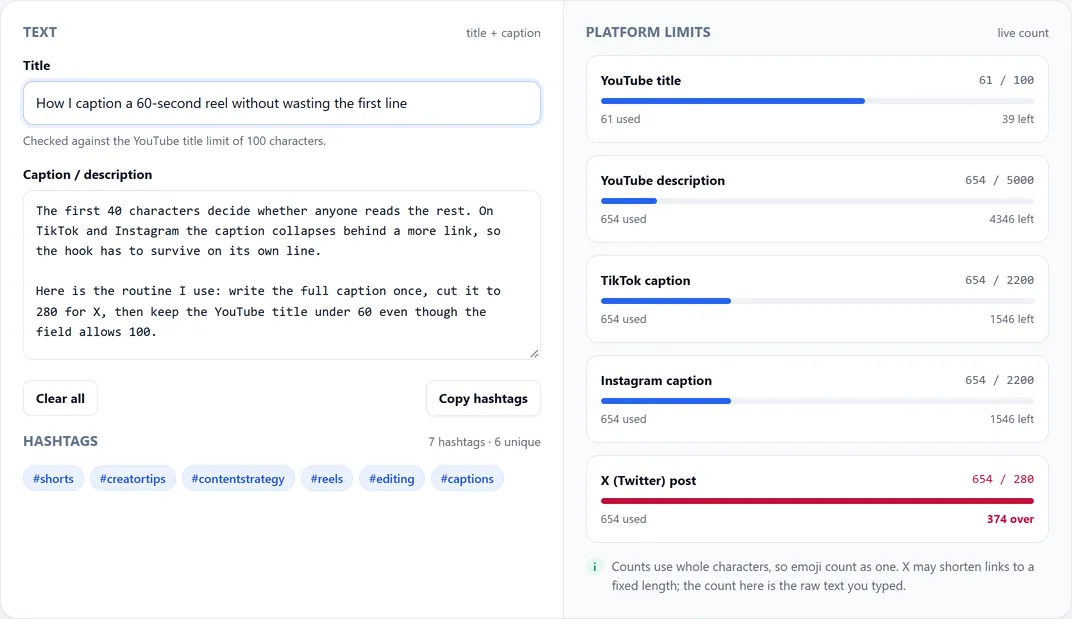 TEXT
title + caption
Title
How I caption a 60-second reel without wasting the first line
Checked against the YouTube title limit of 100 characters.
Caption / description
The first 40 characters decide whether anyone reads the rest. On
TikTok and Instagram the caption collapses behind a more link, so
the hook has to survive on its own line.
Here is the routine I use: write the full caption once, cut it to
280 for X, then keep the YouTube title under 60 even though the
field allows 100.
Clear all
Copy hashtags
HASHTAGS
7 hashtags · 6 unique
#shorts
#creatortips
#contentstrategy
#reels
#editing
#captions
PLATFORM LIMITS
live count
YouTube title
61 / 100
61 used
39 left
YouTube description
654 / 5000
654 used
4346 left
TikTok caption
654 / 2200
654 used
1546 left
Instagram caption
654 / 2200
654 used
1546 left
X (Twitter) post
654 / 280
654 used
374 over
i
Counts use whole characters, so emoji count as one. X may shorten links to a
fixed length; the count here is the raw text you typed.